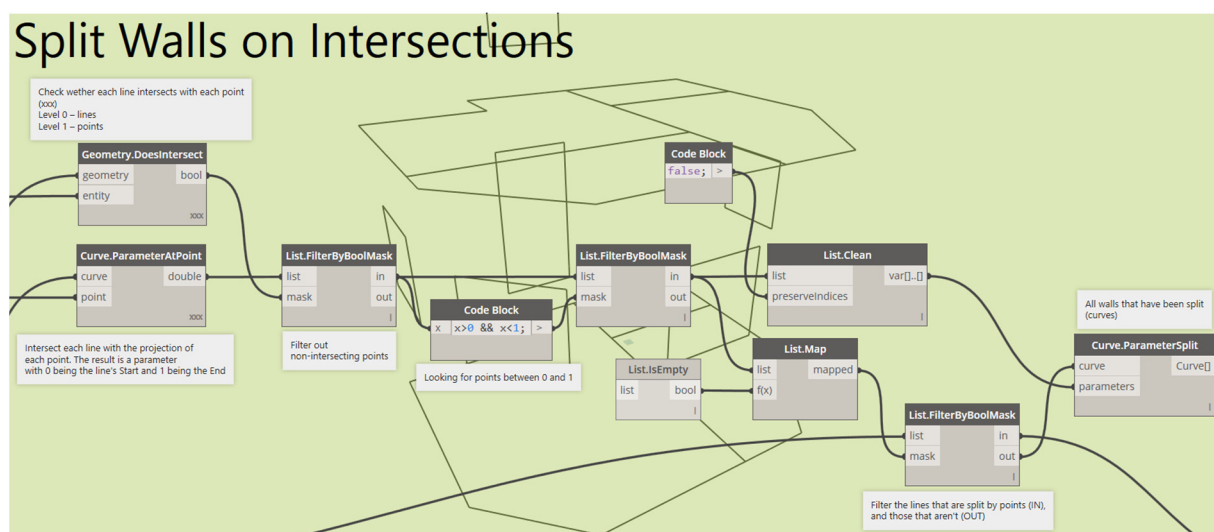 Split Walls on Intersections
Check wether each line intersects with each point
(xxx)
Level 0 – lines
Level 1 – points
Geometry.DoesIntersect
geometry bool
entity
xxx
Curve.ParameterAtPoint
curve double
point
xxx
Intersect each line with the projection of
each point. The result is a parameter
with 0 being the line's Start and 1 being the End
List.FilterByBoolMask
list in
mask out
l
Filter out
non-intersecting points
Code Block
x x>0 && x<1; >
Looking for points between 0 and 1
List.FilterByBoolMask
list in
mask out
l
Code Block
false; >
List.Clean
list var[]..[]
preserveIndices
l
List.IsEmpty
list bool
l
List.Map
list mapped
f(x)
l
List.FilterByBoolMask
list in
mask out
l
Filter the lines that are split by points (IN),
and those that aren't (OUT)
All walls that have been split
(curves)
Curve.ParameterSplit
curve Curve[]
parameters
l